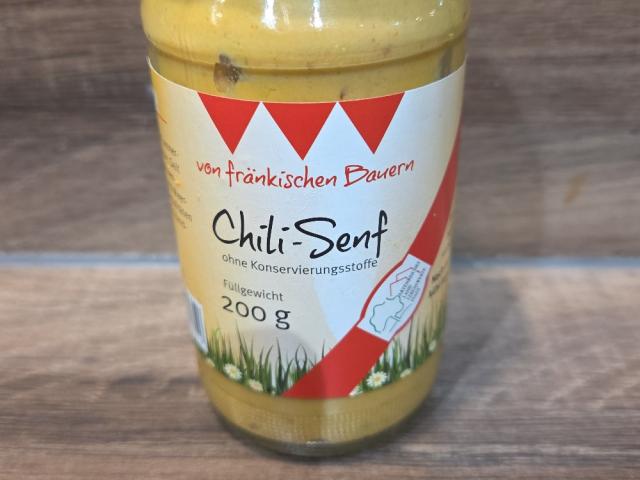 von fränkischen Bauern
Chili-Senf
ohne Konservierungsstoffe
Füllgewicht
200 g